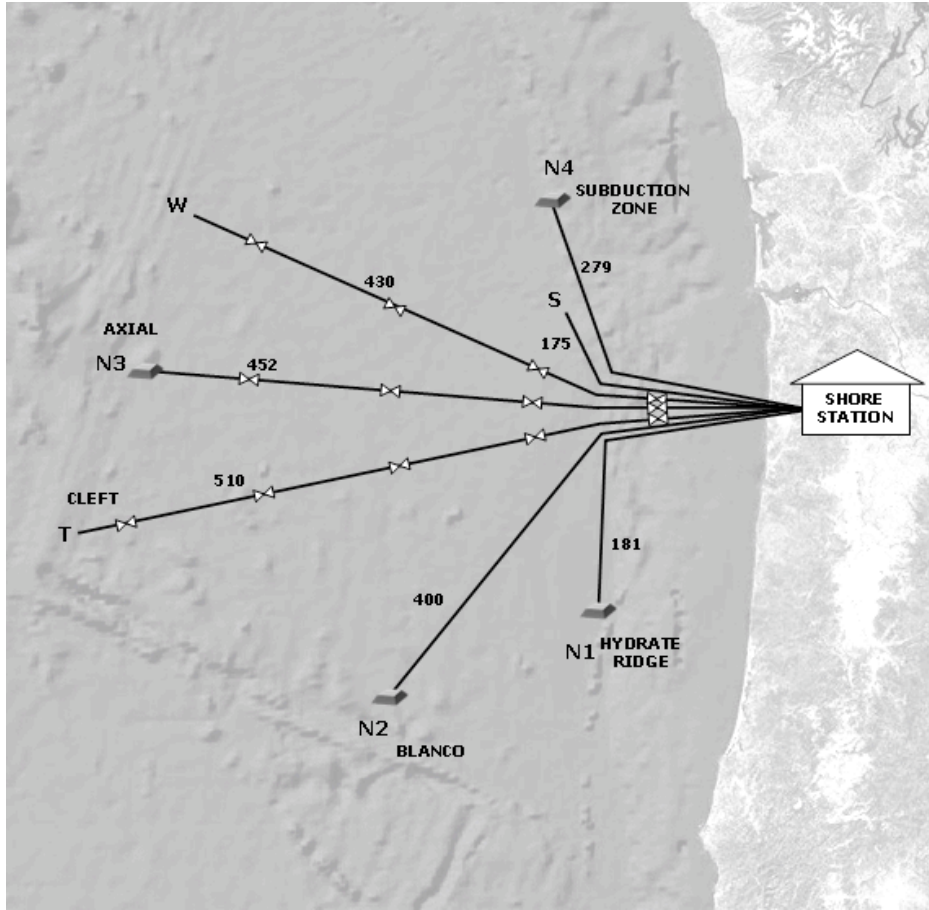 N4
SUBDUCTION
ZONE
W
279
430
S
AXIAL
175
N3
452
SHORE
STATION
510
CLEFT
T
181
400
N1
HYDRATE
RIDGE
N2
BLANCO